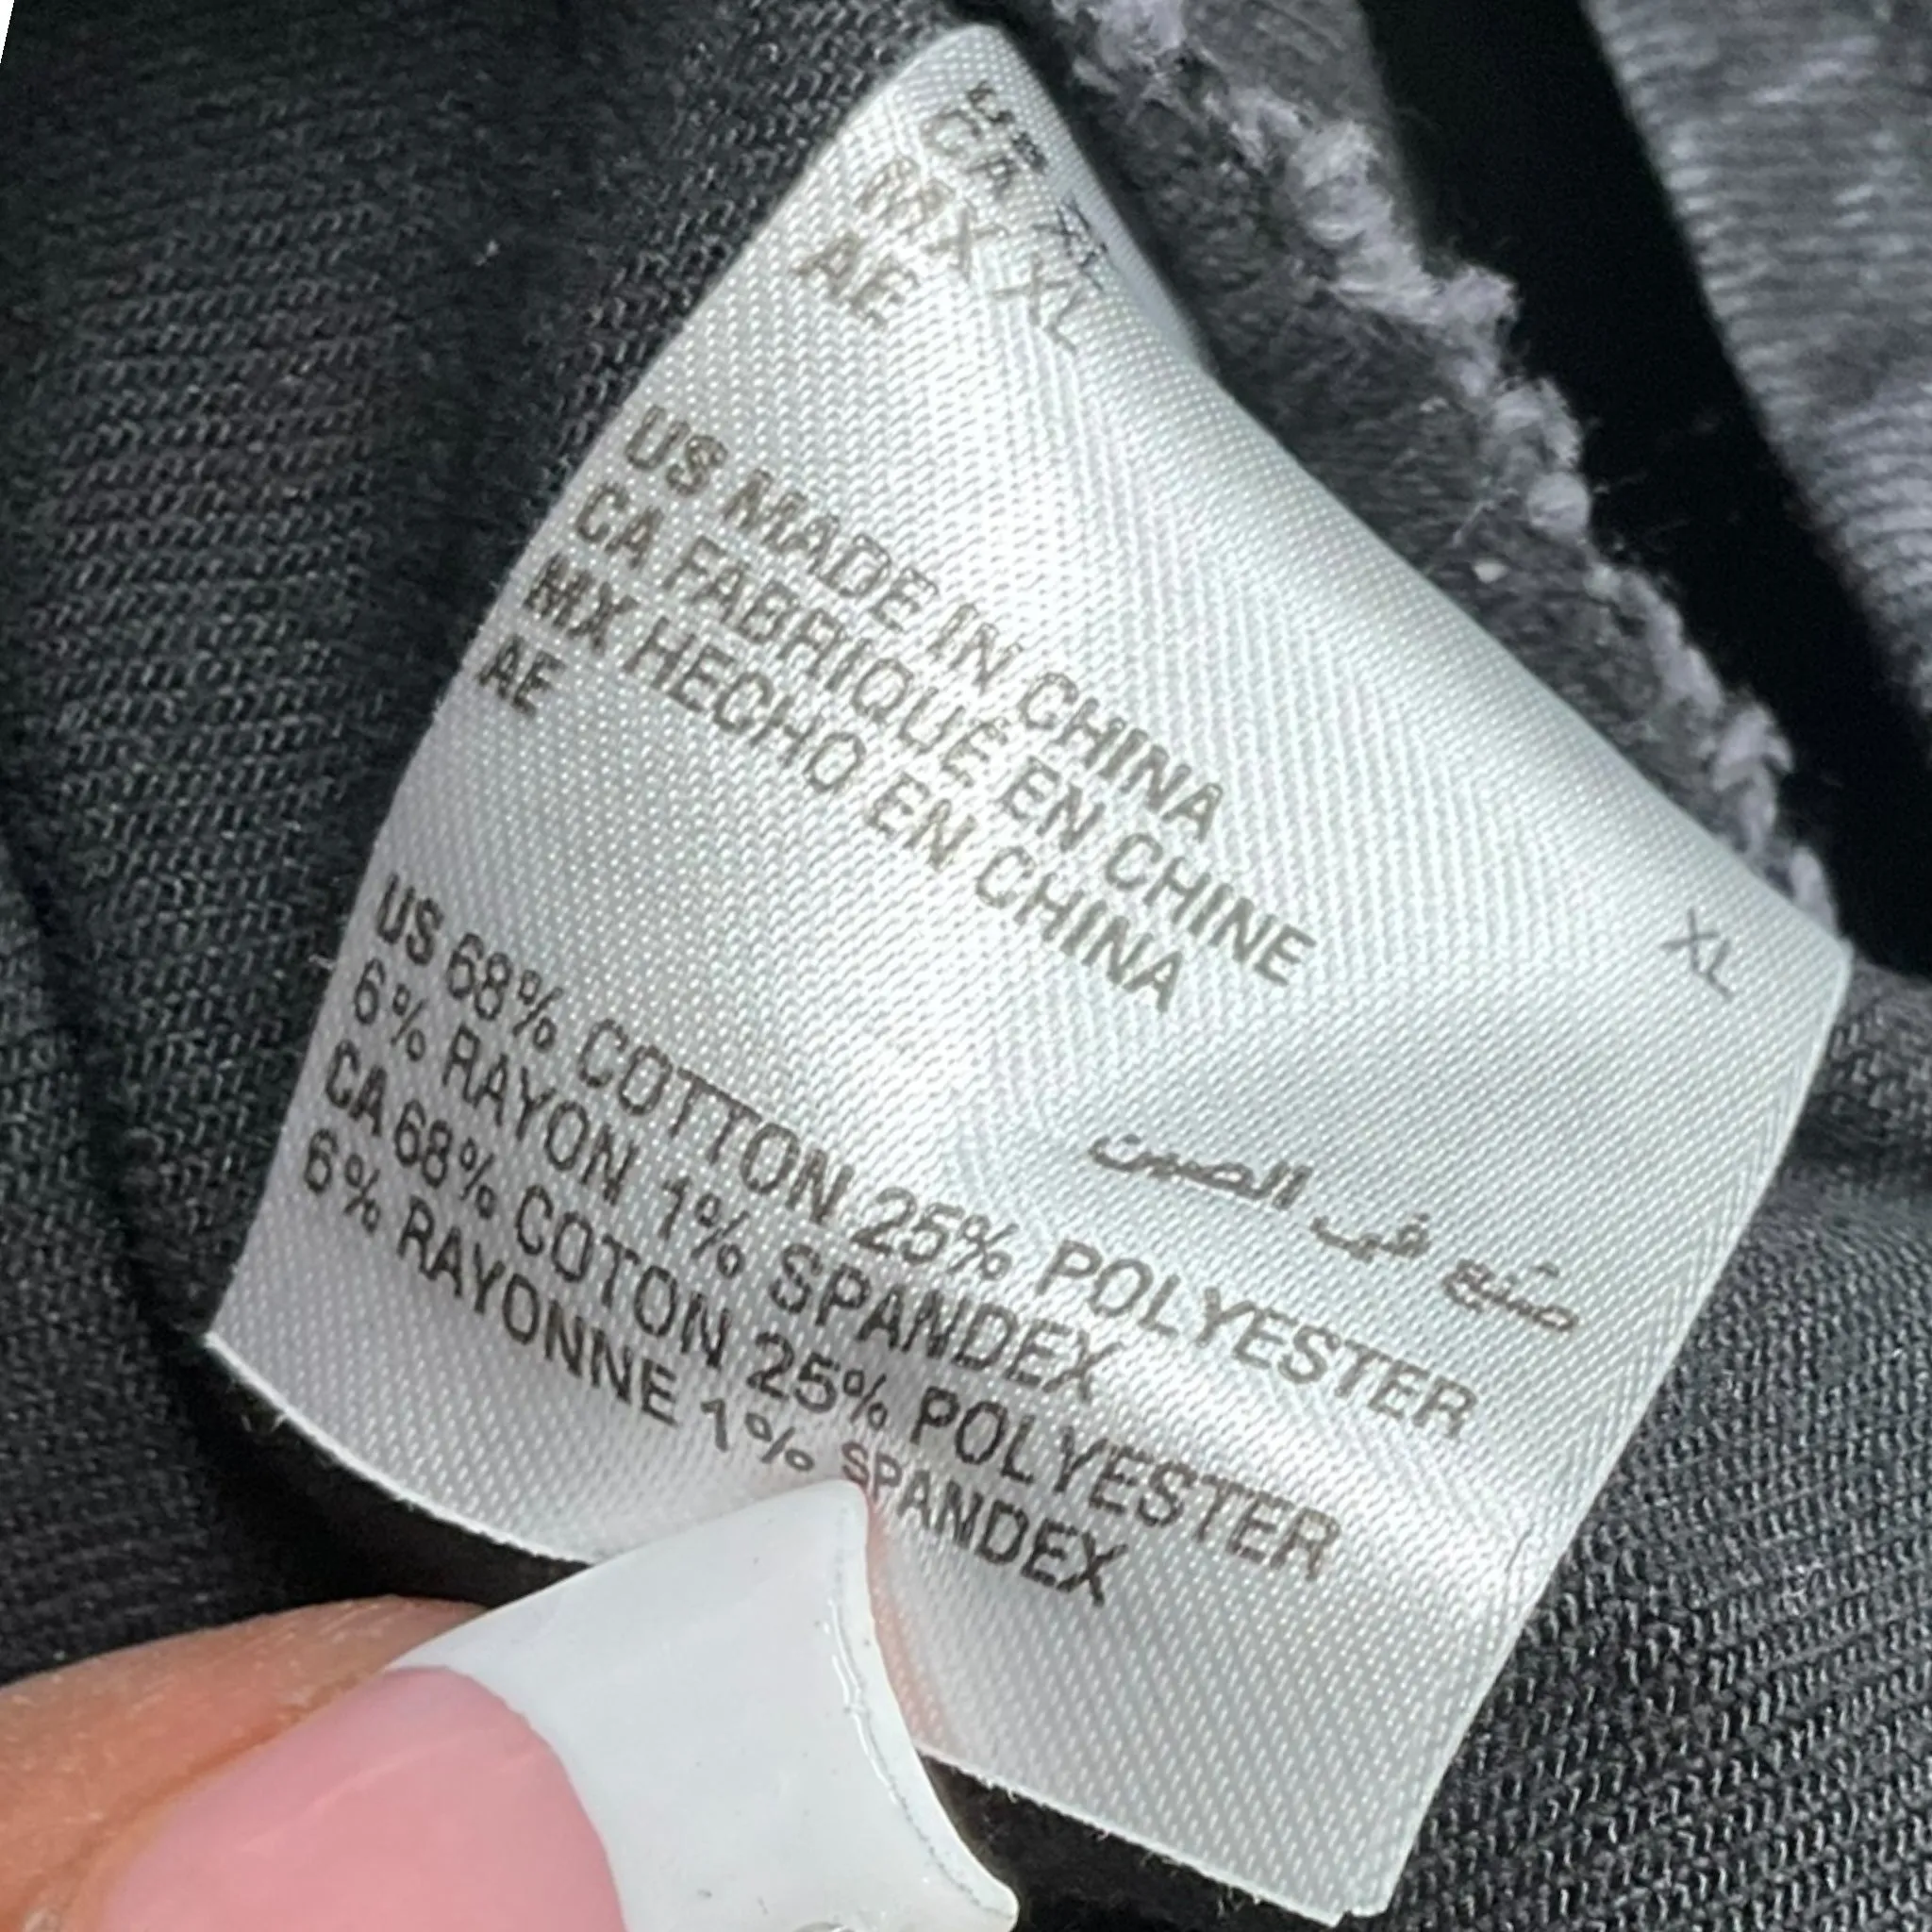 CA XL
MX XL
AE XL
US MADE IN CHINA
CA FABRIQUÉ EN CHINE
MX HECHO EN CHINA
AE صنع في الصين
US 68% COTTON 25% POLYESTER
6% RAYON 1% SPANDEX
CA 68% COTON 25% POLYESTER
6% RAYONNE 1% SPANDEX